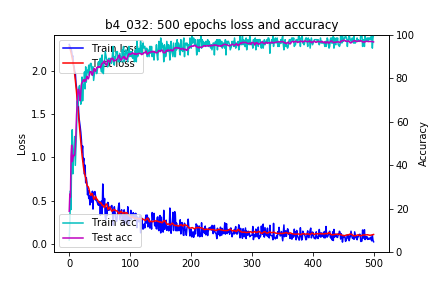 b4_032: 500 epochs loss and accuracy
Train loss
Test loss
Train acc
Test acc
Loss
Accuracy
2.0
1.5
1.0
0.5
0.0
100
80
60
40
20
0
0
100
200
300
400
500